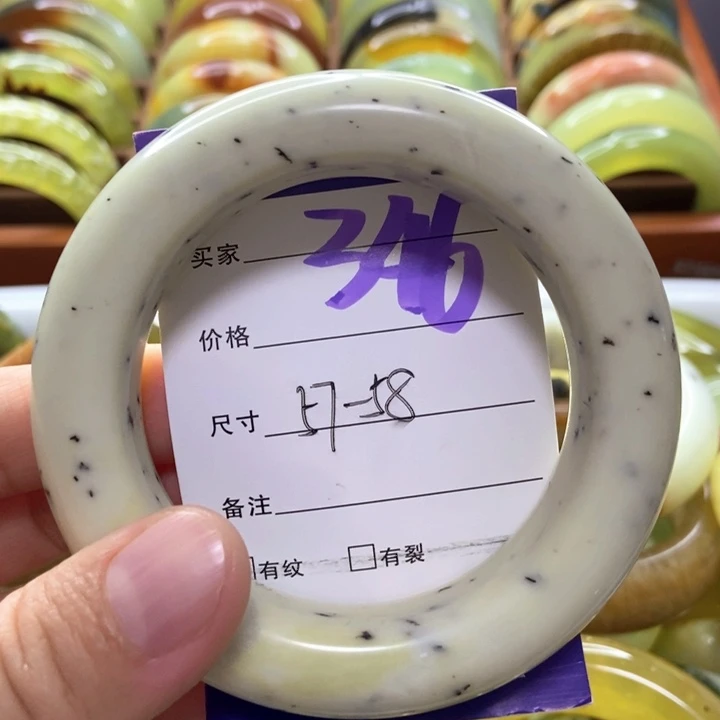 买家 346
价格
尺寸 57-58
备注
有纹 □有裂